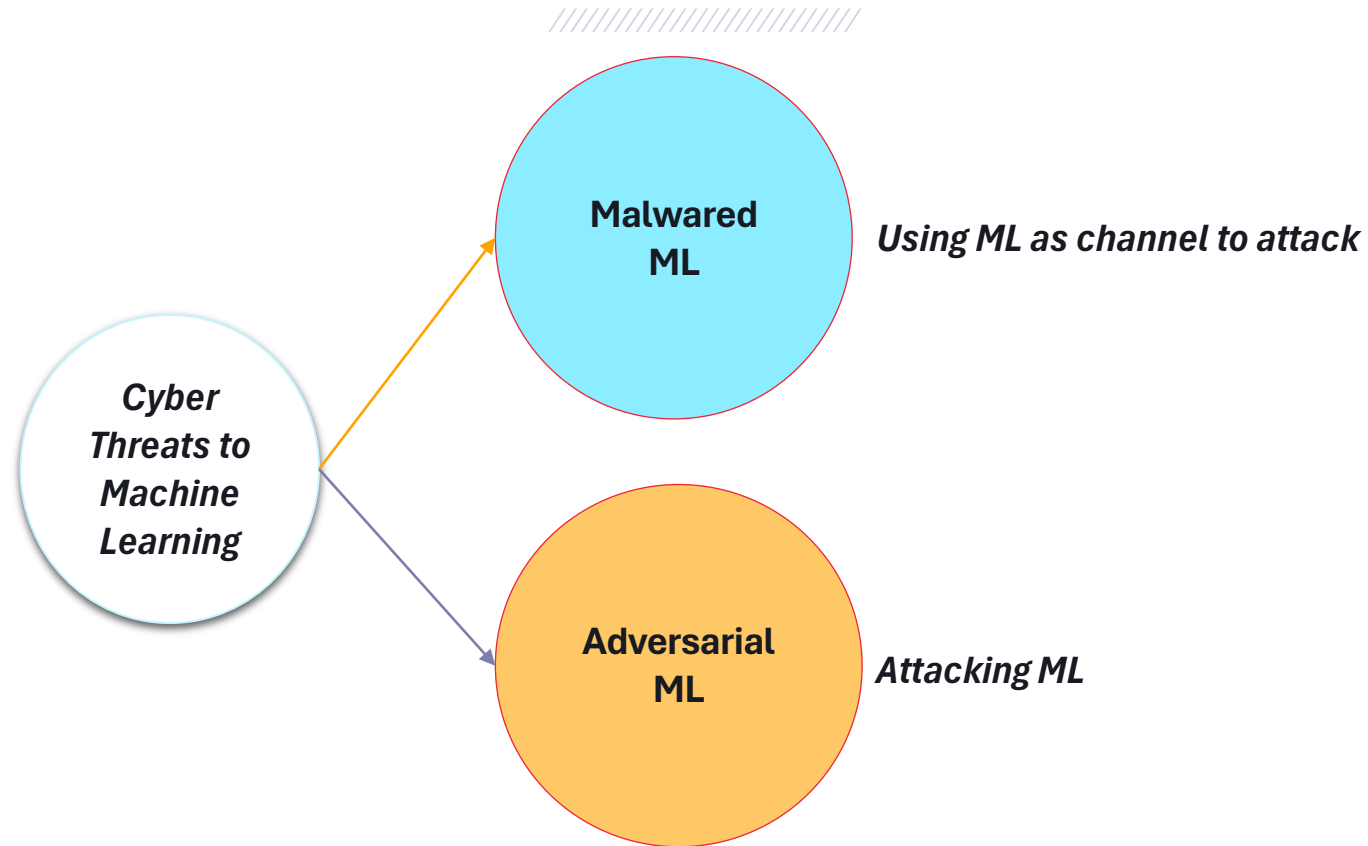 Malwared
ML
Using ML as channel to attack
Cyber
Threats to
Machine
Learning
Adversarial
ML
Attacking ML